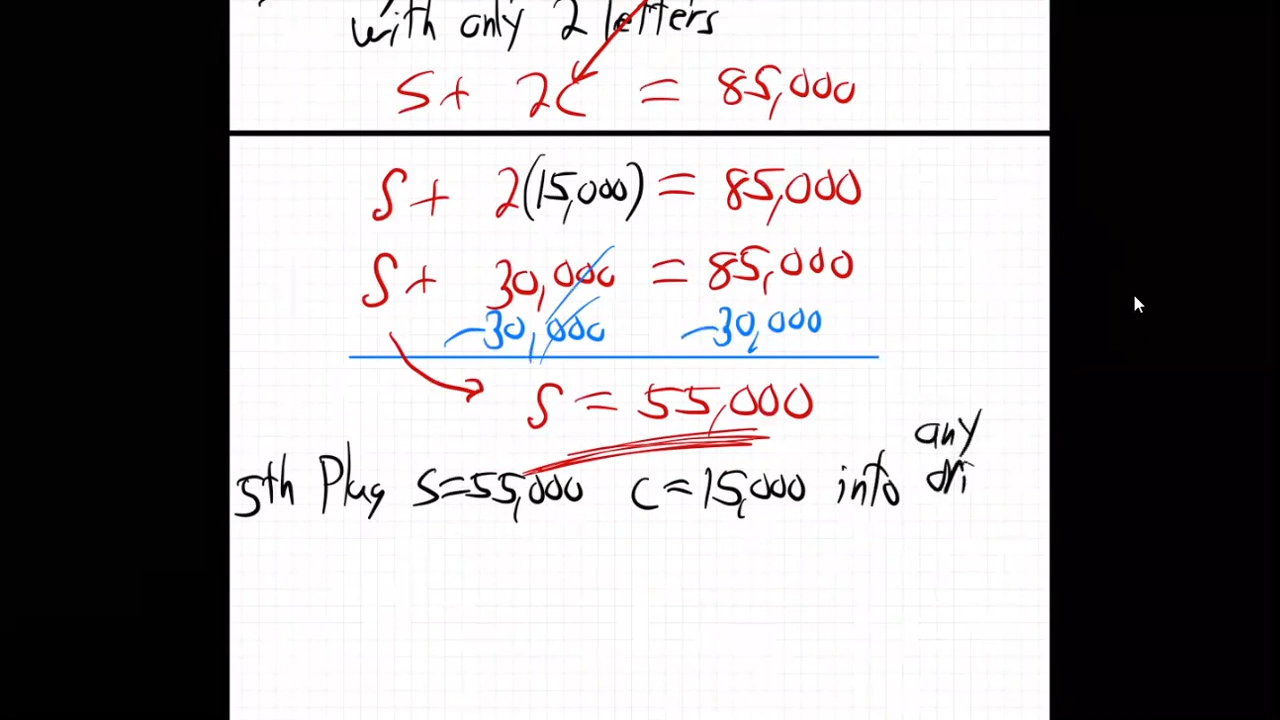 with only 2 letters
S + 2C = 85,000
S + 2(15,000) = 85,000
S + 30,000 = 85,000
-30,000 -30,000
S = 55,000
any
5th Plug S=55,000 C=15,000 into ori